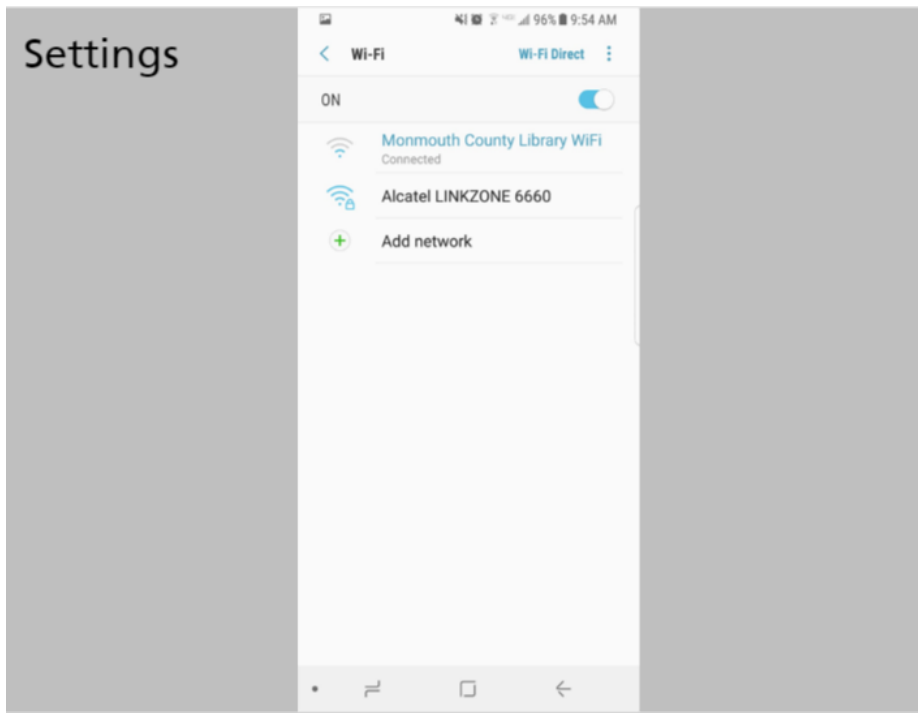 Settings
96% 9:54 AM
Wi-Fi Wi-Fi Direct
ON
Monmouth County Library WiFi
Connected
Alcatel LINKZONE 6660
Add network